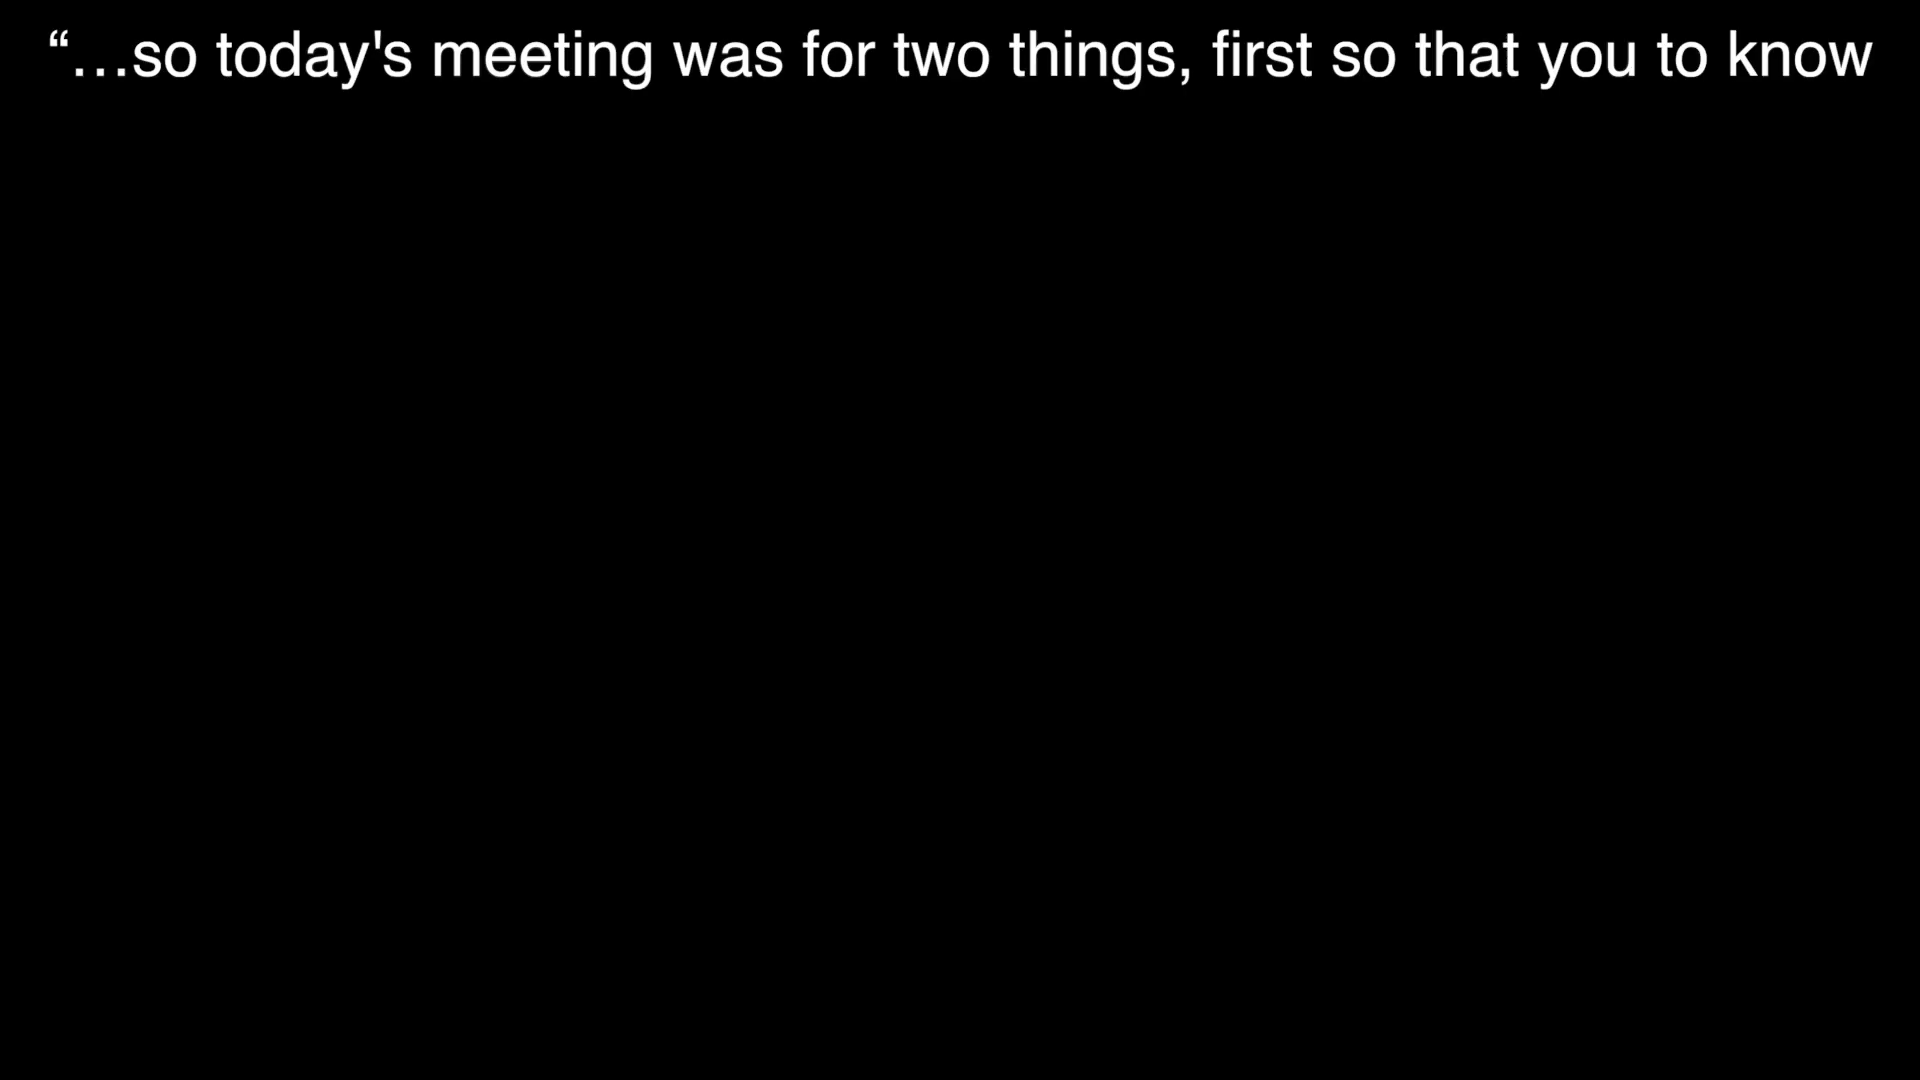 “…so today's meeting was for two things, first so that you to know